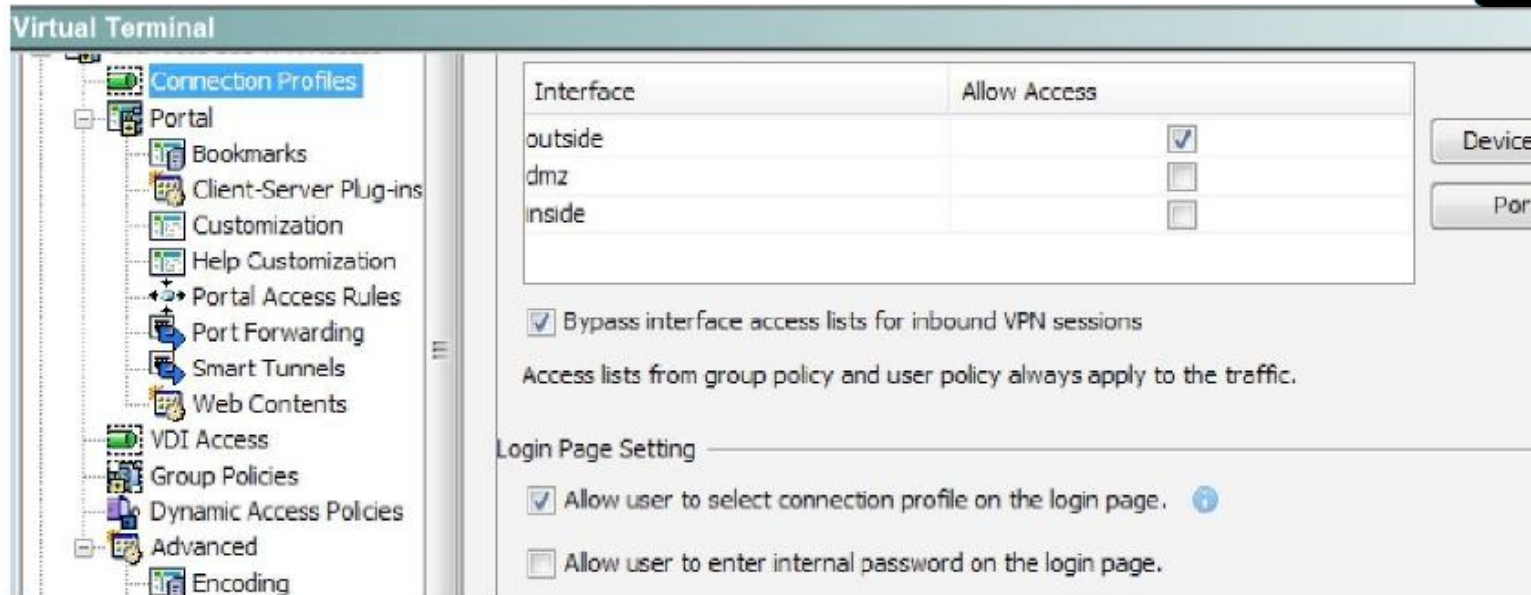 Virtual Terminal
Connection Profiles
Portal
Bookmarks
Client-Server Plug-ins
Customization
Help Customization
Portal Access Rules
Port Forwarding
Smart Tunnels
Web Contents
VDI Access
Group Policies
Dynamic Access Policies
Advanced
Encoding
Interface Allow Access
outside
dmz
inside
Device
Por
Bypass interface access lists for inbound VPN sessions
Access lists from group policy and user policy always apply to the traffic.
Login Page Setting
Allow user to select connection profile on the login page.
Allow user to enter internal password on the login page.